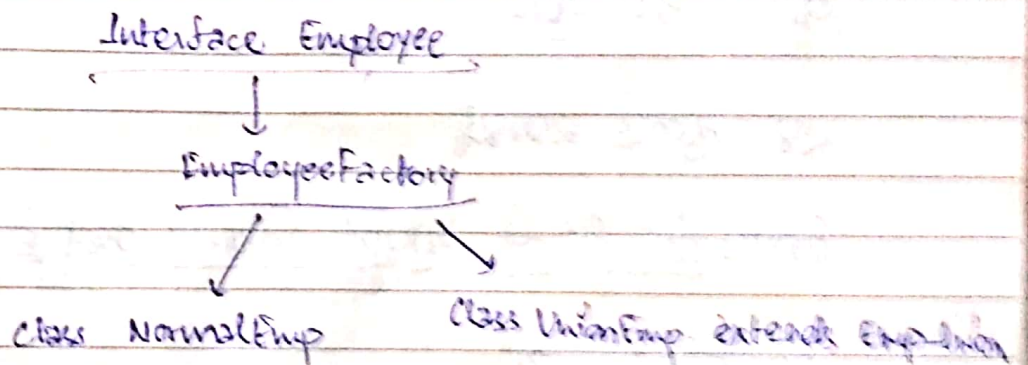 Interface Employee
EmployeeFactory
Class NormalEmp
Class UnionEmp extends